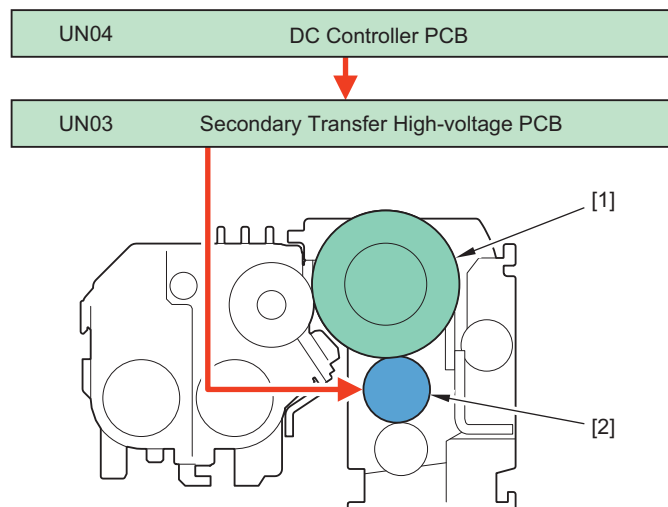 UN04 DC Controller PCB
UN03 Secondary Transfer High-voltage PCB
[1]
[2]